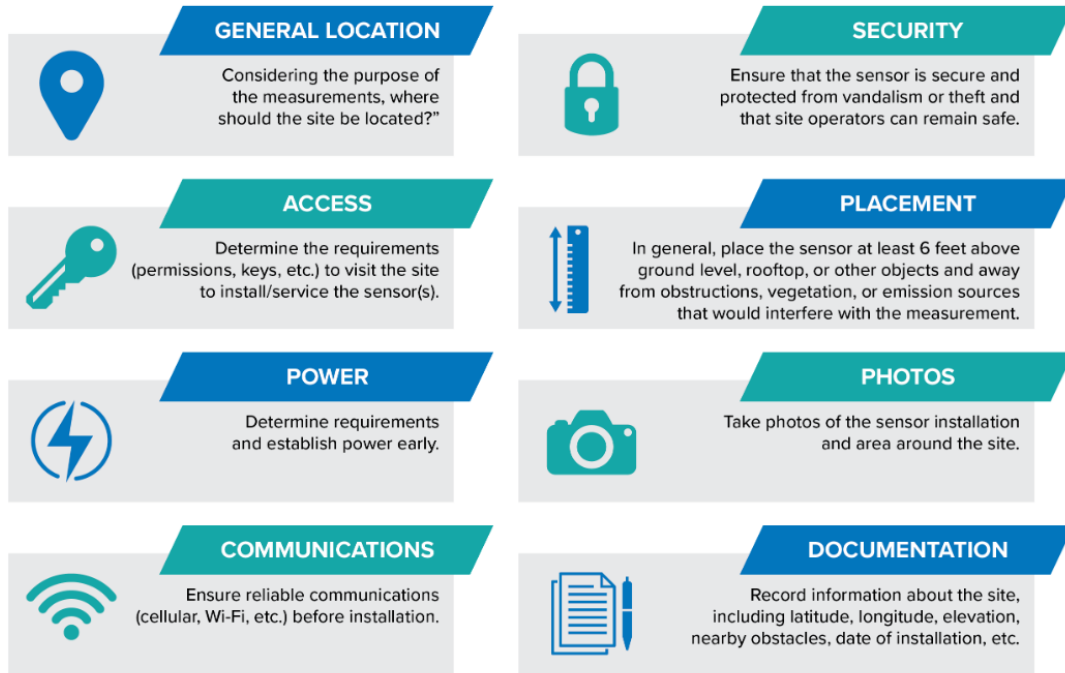 GENERAL LOCATION
Considering the purpose of
the measurements, where
should the site be located?”
SECURITY
Ensure that the sensor is secure and
protected from vandalism or theft and
that site operators can remain safe.
ACCESS
Determine the requirements
(permissions, keys, etc.) to visit the site
to install/service the sensor(s).
PLACEMENT
In general, place the sensor at least 6 feet above
ground level, rooftop, or other objects and away
from obstructions, vegetation, or emission sources
that would interfere with the measurement.
POWER
Determine requirements
and establish power early.
PHOTOS
Take photos of the sensor installation
and area around the site.
COMMUNICATIONS
Ensure reliable communications
(cellular, Wi-Fi, etc.) before installation.
DOCUMENTATION
Record information about the site,
including latitude, longitude, elevation,
nearby obstacles, date of installation, etc.